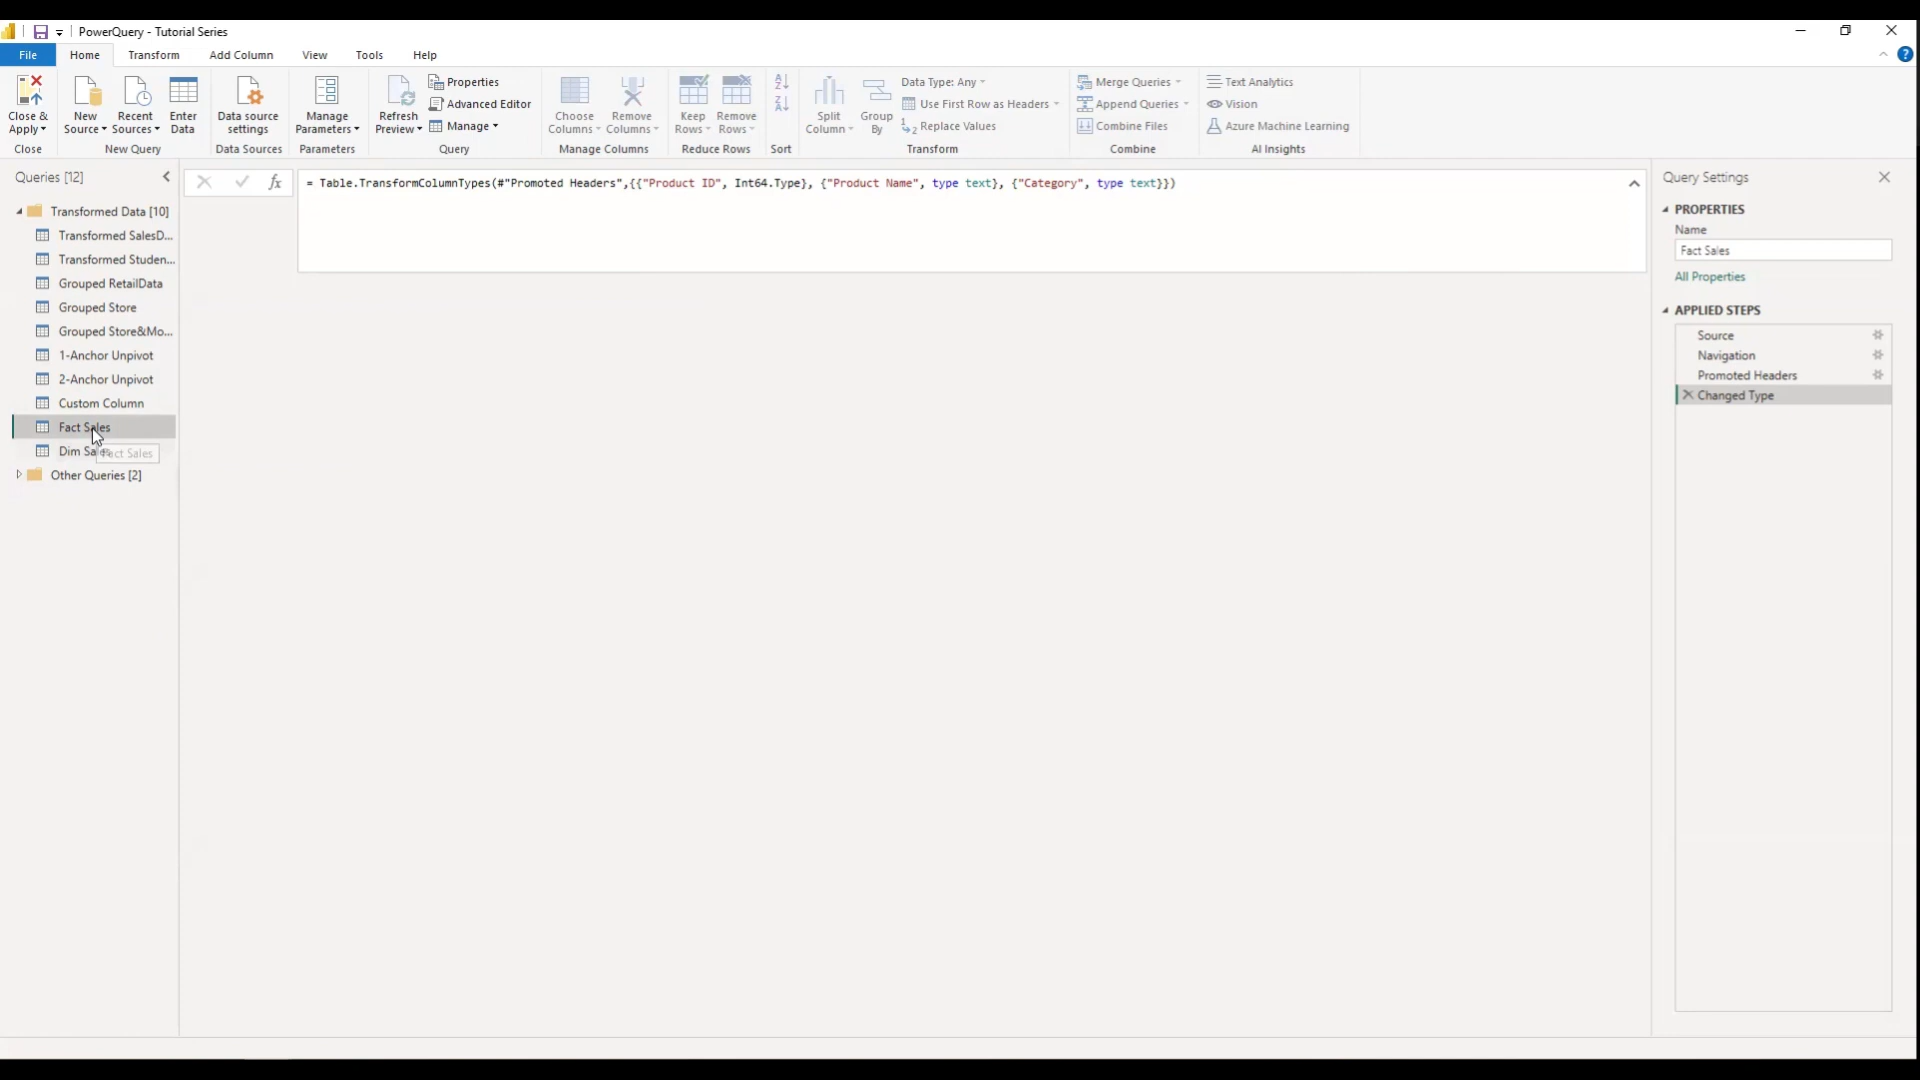 PowerQuery - Tutorial Series
File Home Transform Add Column View Tools Help
Close & Apply
New Source
Recent Sources
Enter Data
Data source settings
Manage Parameters
Refresh Preview
Properties
Advanced Editor
Manage
Choose Columns
Remove Columns
Keep Rows
Remove Rows
Split Column
Group By
Data Type: Any
Use First Row as Headers
Replace Values
Merge Queries
Append Queries
Combine Files
Text Analytics
Vision
Azure Machine Learning
Close New Query Data Sources Parameters Query Manage Columns Reduce Rows Sort Transform Combine AI Insights
Queries [12]
Transformed Data [10]
Transformed SalesD...
Transformed Studen...
Grouped RetailData
Grouped Store
Grouped Store&Mo...
1-Anchor Unpivot
2-Anchor Unpivot
Custom Column
Fact Sales
Dim Sales
Fact Sales
Other Queries [2]
fx
= Table.TransformColumnTypes(#"Promoted Headers",{{"Product ID", Int64.Type}, {"Product Name", type text}, {"Category", type text}})
Query Settings
PROPERTIES
Name
Fact Sales
All Properties
APPLIED STEPS
Source
Navigation
Promoted Headers
Changed Type